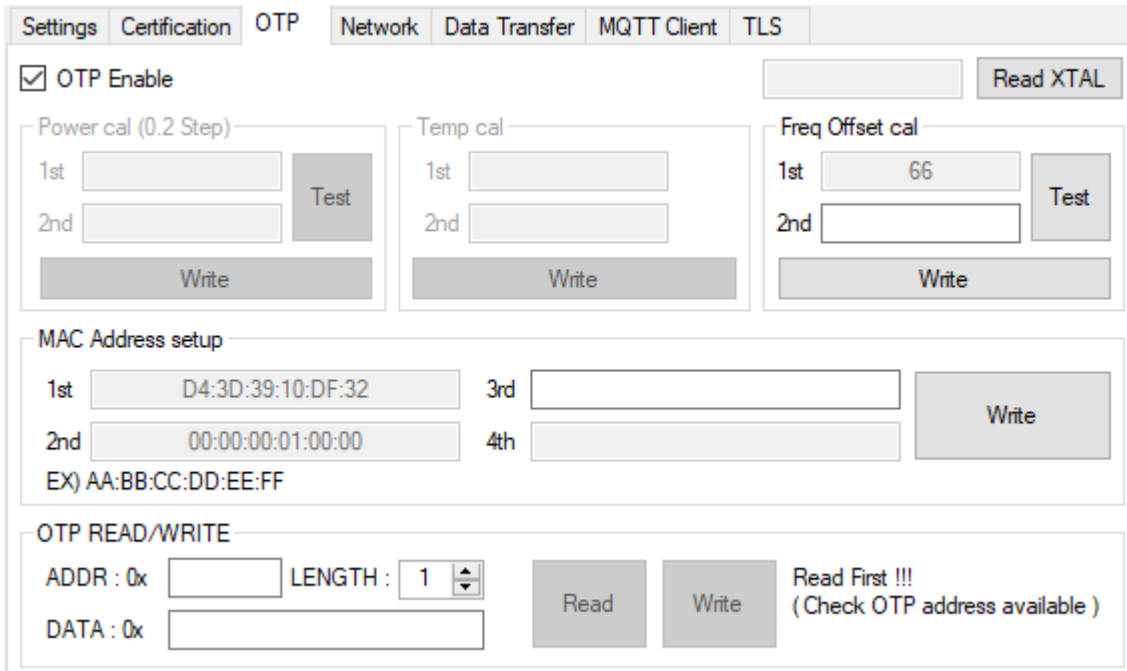 Settings Certification OTP Network Data Transfer MQTT Client TLS
OTP Enable Read XTAL
Power cal (0.2 Step) Temp cal Freq Offset cal
1st 1st 1st 66
Test Test
2nd 2nd 2nd
Write Write Write
MAC Address setup
1st D4:3D:39:10:DF:32 3rd
Write
2nd 00:00:00:01:00:00 4th
EX) AA:BB:CC:DD:EE:FF
OTP READ/WRITE
ADDR : 0x LENGTH : 1 Read First !!!
Read Write ( Check OTP address available )
DATA : 0x